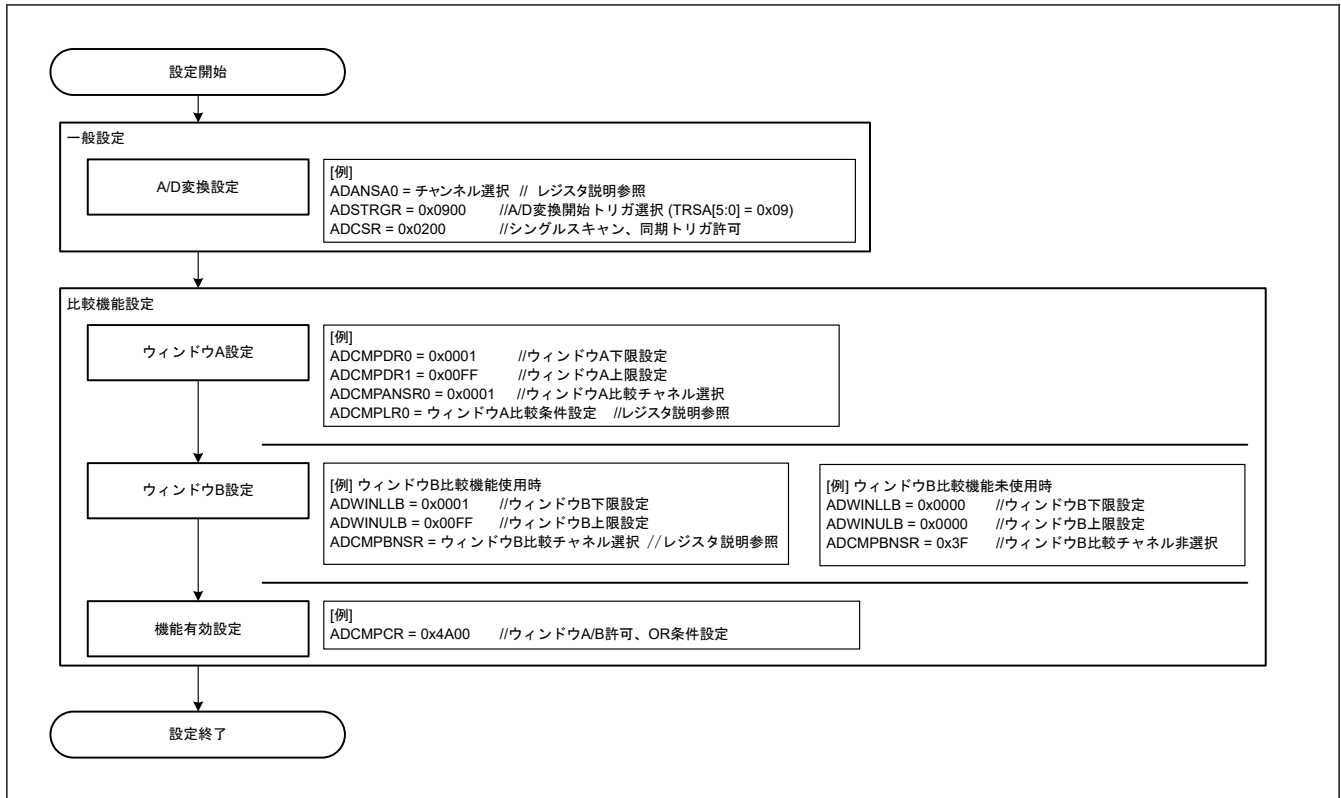 設定開始
一般設定
A/D変換設定
[例]
ADANSA0 = チャンネル選択 // レジスタ説明参照
ADSTRGR = 0x0900 //A/D変換開始トリガ選択 (TRSA[5:0] = 0x09)
ADCSR = 0x0200 //シングルスキャン、同期トリガ許可
比較機能設定
ウィンドウA設定
[例]
ADCMPDR0 = 0x0001 //ウィンドウA下限設定
ADCMPDR1 = 0x00FF //ウィンドウA上限設定
ADCMPANSR0 = 0x0001 //ウィンドウA比較チャネル選択
ADCMPLR0 = ウィンドウA比較条件設定 //レジスタ説明参照
ウィンドウB設定
[例] ウィンドウB比較機能使用時
ADWINLLB = 0x0001 //ウィンドウB下限設定
ADWINULB = 0x00FF //ウィンドウB上限設定
ADCMPBNSR = ウィンドウB比較チャネル選択 //レジスタ説明参照
[例] ウィンドウB比較機能未使用時
ADWINLLB = 0x0000 //ウィンドウB下限設定
ADWINULB = 0x0000 //ウィンドウB上限設定
ADCMPBNSR = 0x3F //ウィンドウB比較チャネル非選択
機能有効設定
[例]
ADCMPCR = 0x4A00 //ウィンドウA/B許可、OR条件設定
設定終了